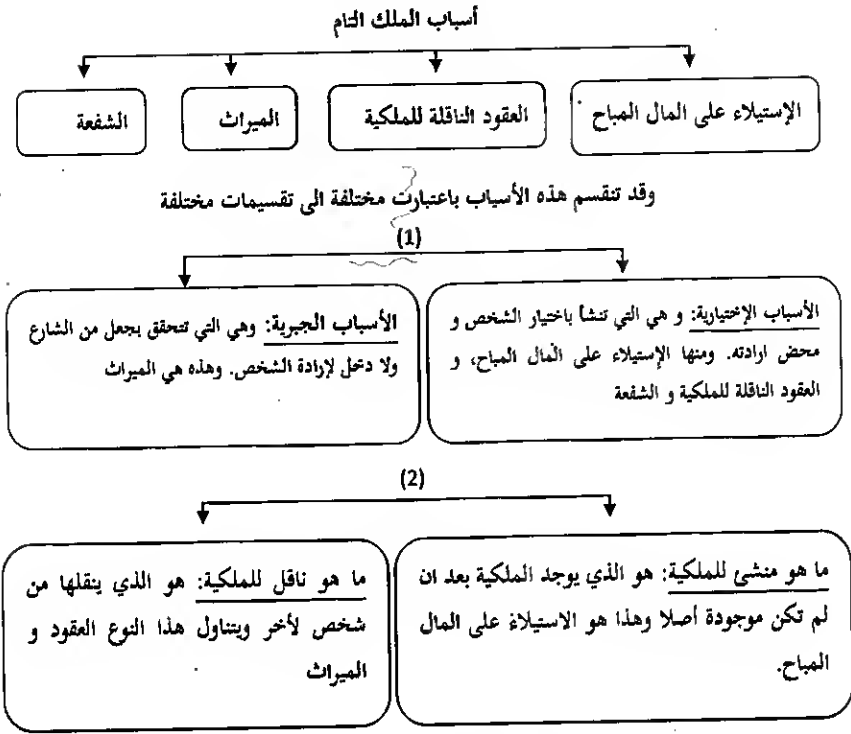 أسباب الملك التام
الإستيلاء على المال المباح
العقود الناقلة للملكية
الميراث
الشفعة
وقد تنقسم هذه الأسباب باعتبارت مختلفة الى تقسيمات مختلفة
(1)
الأسباب الإختيارية: و هي التي تنشأ باختيار الشخص و
محض ارادته. ومنها الإستيلاء على المال المباح، و
العقود الناقلة للملكية و الشفعة
الأسباب الجبرية: وهي التي تتحقق بجعل من الشارع
ولا دخل لإرادة الشخص. وهذه هي الميراث
(2)
ما هو منشئ للملكية: هو الذي يوجد الملكية بعد ان
لم تكن موجودة أصلا وهذا هو الاستيلاء على المال
المباح.
ما هو ناقل للملكية: هو الذي ينقلها من
شخص لأخر ويتناول هذا النوع العقود و
الميراث